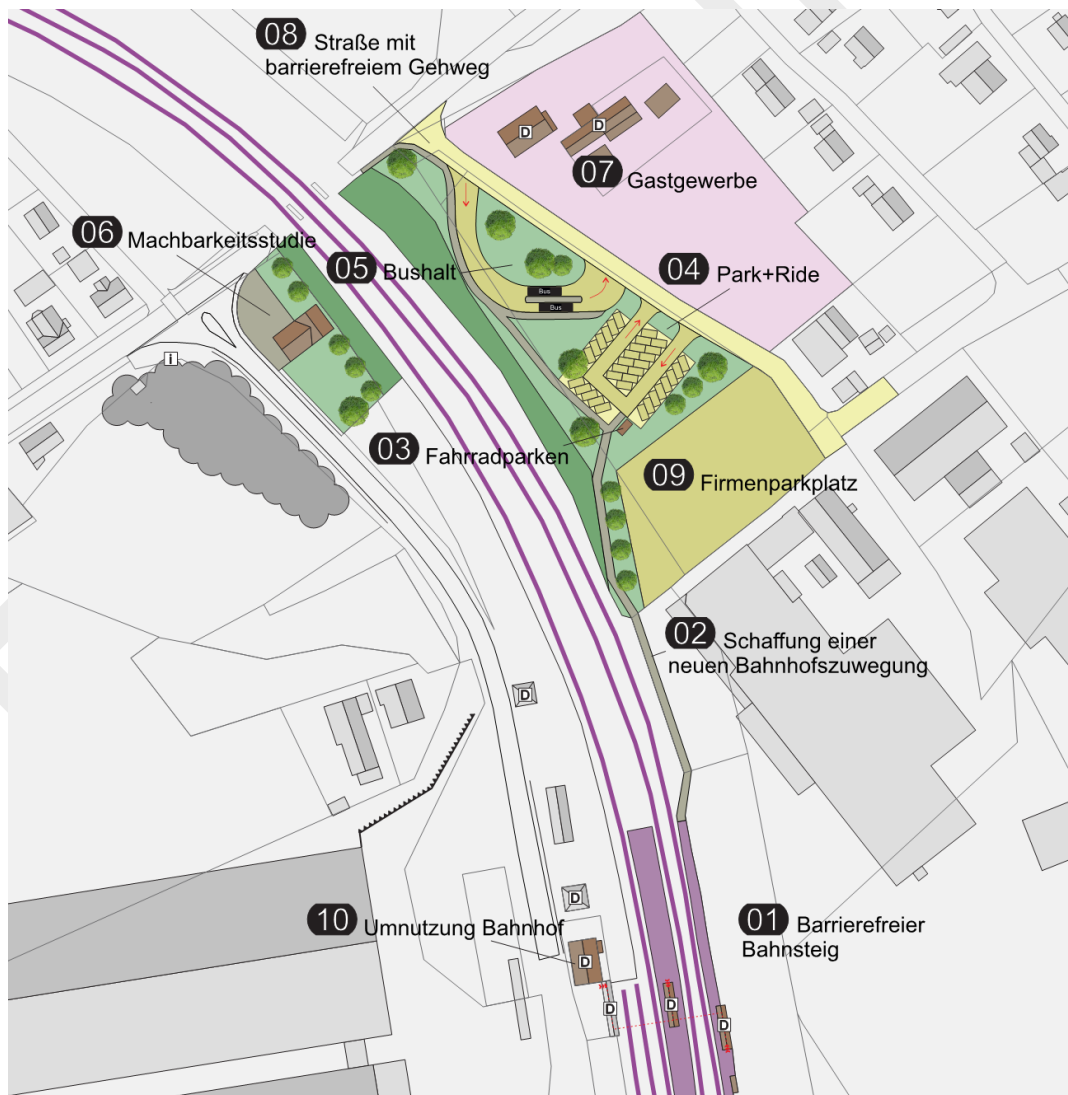 08 Straße mit
barrierefreiem Gehweg
D
D
07 Gastgewerbe
06 Machbarkeitsstudie
05 Bushalt
04 Park+Ride
Bus
Bus
i
03 Fahrradparken
09 Firmenparkplatz
02 Schaffung einer
neuen Bahnhofszuwegung
D
D
10 Umnutzung Bahnhof
01 Barrierefreier
Bahnsteig
D
D
D
D